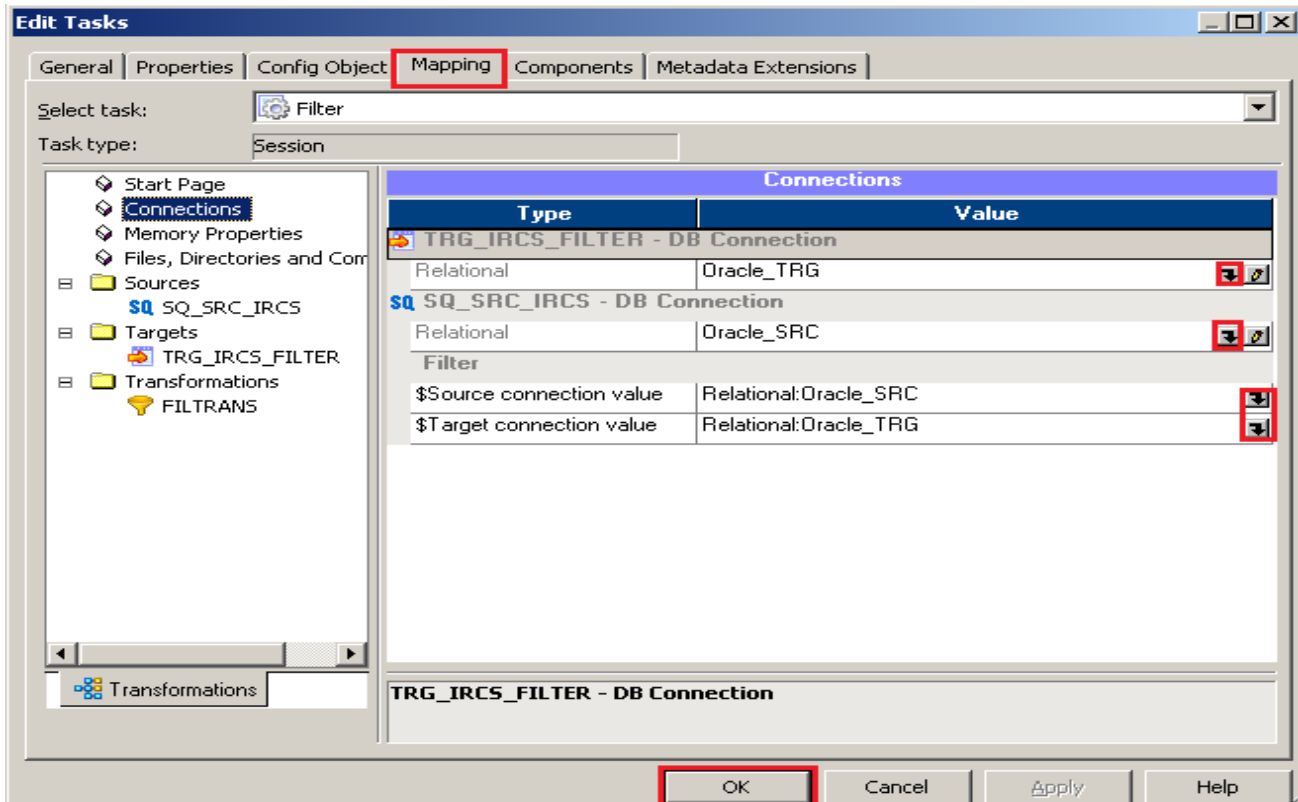 Edit Tasks
General Properties Config Object Mapping Components Metadata Extensions
Select task: Filter
Task type: Session
Start Page
Connections
Memory Properties
Files, Directories and Com
Sources
SQ SQ_SRC_IRCS
Targets
TRG_IRCS_FILTER
Transformations
FILTRANS
Transformations
Connections
Type Value
TRG_IRCS_FILTER - DB Connection
Relational Oracle_TRG
SQ SQ_SRC_IRCS - DB Connection
Relational Oracle_SRC
Filter
$Source connection value Relational:Oracle_SRC
$Target connection value Relational:Oracle_TRG
TRG_IRCS_FILTER - DB Connection
OK Cancel Apply Help